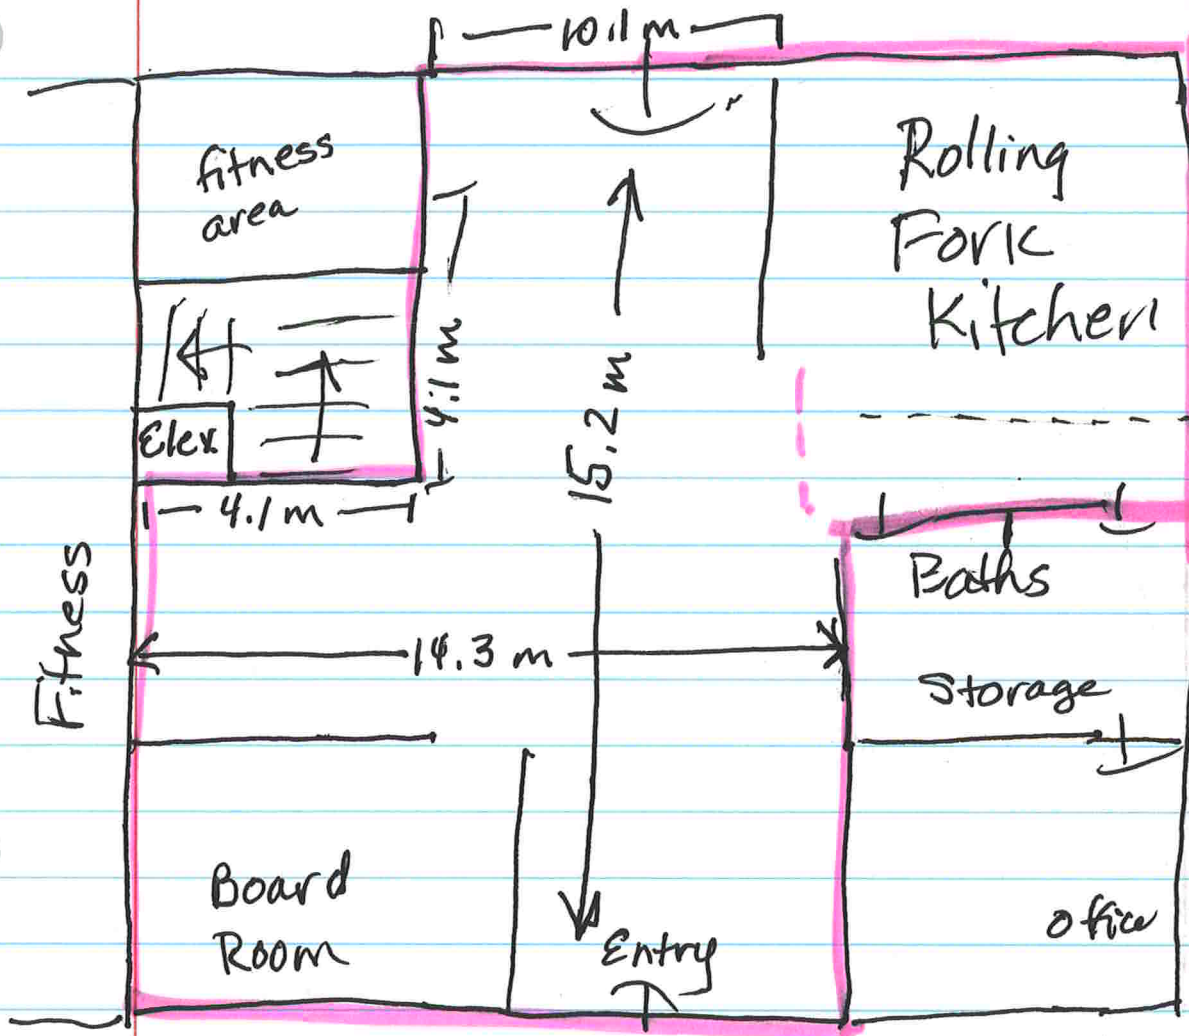 10.1 m
fitness
area
Rolling
Fork
Kitchen
4.1 m
15.2 m
Elev.
4.1 m
Baths
Fitness
14.3 m
Storage
Board
Room
Office
Entry